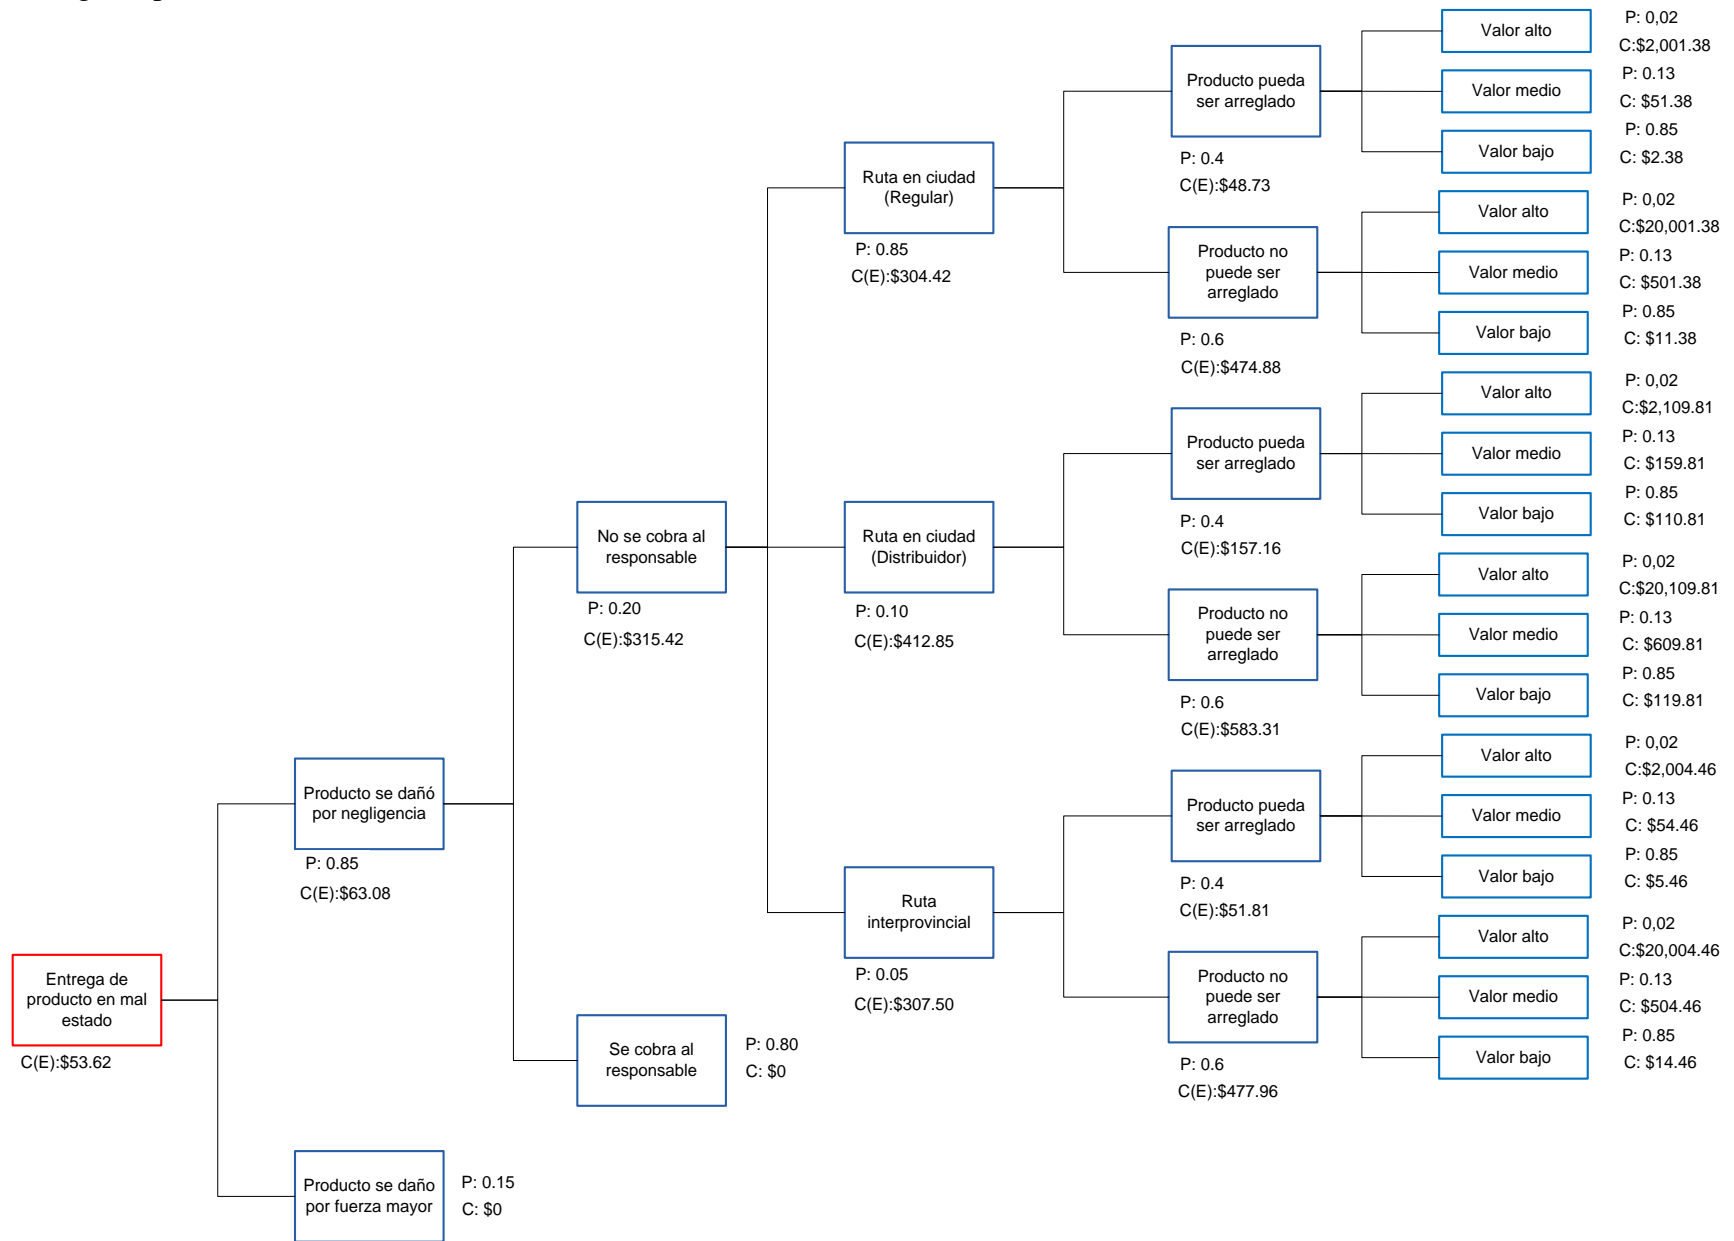 Valor alto
P: 0,02
C:$2,001.38
Valor medio
P: 0.13
C: $51.38
Valor bajo
P: 0.85
C: $2.38
Producto pueda
ser arreglado
P: 0.4
C(E):$48.73
Ruta en ciudad
(Regular)
P: 0.85
C(E):$304.42
Valor alto
P: 0,02
C:$20,001.38
Valor medio
P: 0.13
C: $501.38
Valor bajo
P: 0.85
C: $11.38
Producto no
puede ser
arreglado
P: 0.6
C(E):$474.88
Valor alto
P: 0,02
C:$2,109.81
Valor medio
P: 0.13
C: $159.81
Valor bajo
P: 0.85
C: $110.81
Producto pueda
ser arreglado
P: 0.4
C(E):$157.16
No se cobra al
responsable
P: 0.20
C(E):$315.42
Ruta en ciudad
(Distribuidor)
P: 0.10
C(E):$412.85
Valor alto
P: 0,02
C:$20,109.81
Valor medio
P: 0.13
C: $609.81
Valor bajo
P: 0.85
C: $119.81
Producto no
puede ser
arreglado
P: 0.6
C(E):$583.31
Valor alto
P: 0,02
C:$2,004.46
Valor medio
P: 0.13
C: $54.46
Valor bajo
P: 0.85
C: $5.46
Producto pueda
ser arreglado
P: 0.4
C(E):$51.81
Producto se dañó
por negligencia
P: 0.85
C(E):$63.08
Ruta
interprovincial
P: 0.05
C(E):$307.50
Valor alto
P: 0,02
C:$20,004.46
Valor medio
P: 0.13
C: $504.46
Valor bajo
P: 0.85
C: $14.46
Producto no
puede ser
arreglado
P: 0.6
C(E):$477.96
Entrega de
producto en mal
estado
C(E):$53.62
Se cobra al
responsable
P: 0.80
C: $0
Producto se daño
por fuerza mayor
P: 0.15
C: $0